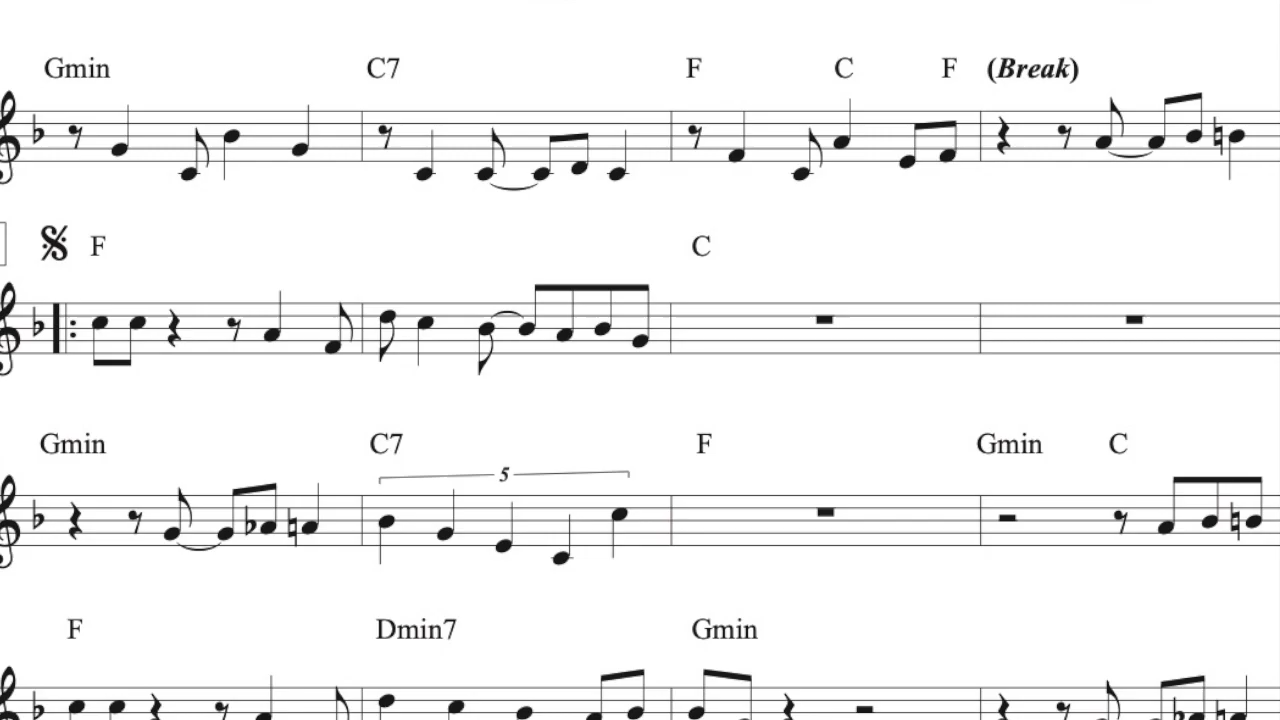 Gmin C7 F C F (Break)
F C
Gmin C7 F Gmin C
5
F Dmin7 Gmin